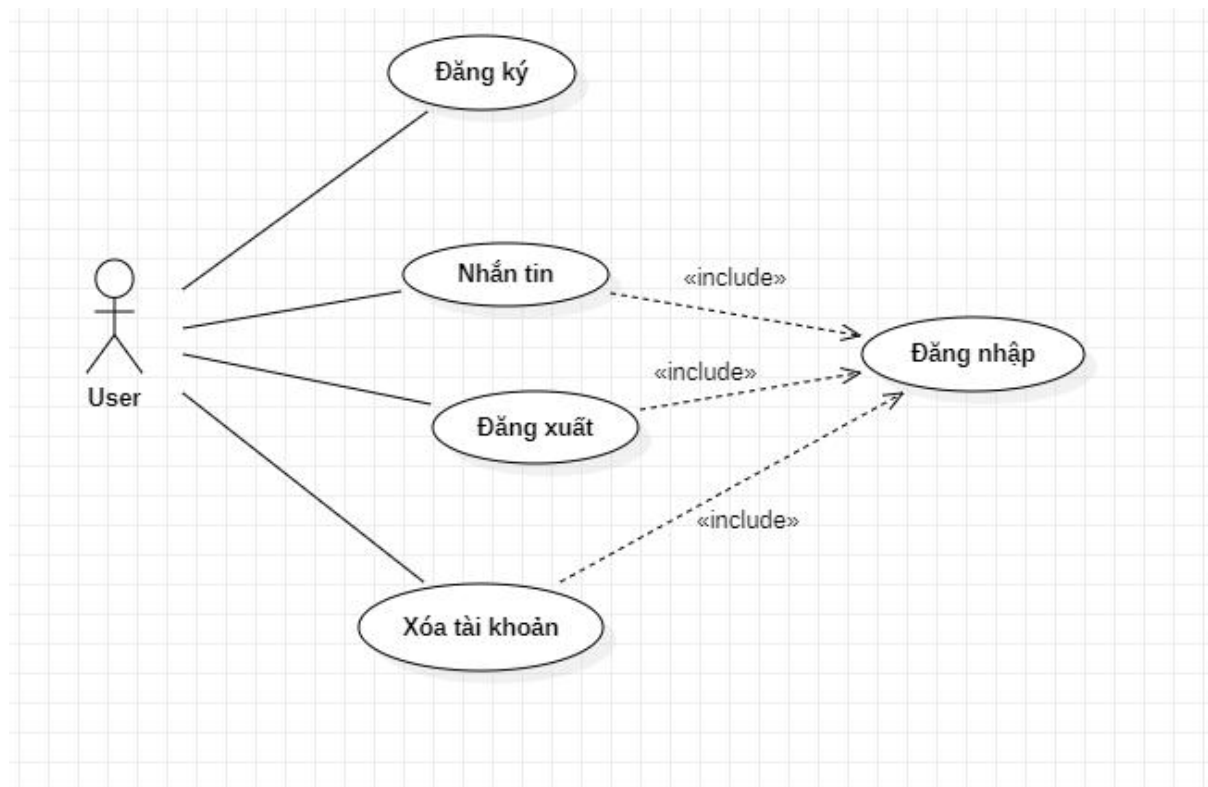 Đăng ký
Nhắn tin
«include»
Đăng nhập
«include»
User
Đăng xuất
«include»
Xóa tài khoản